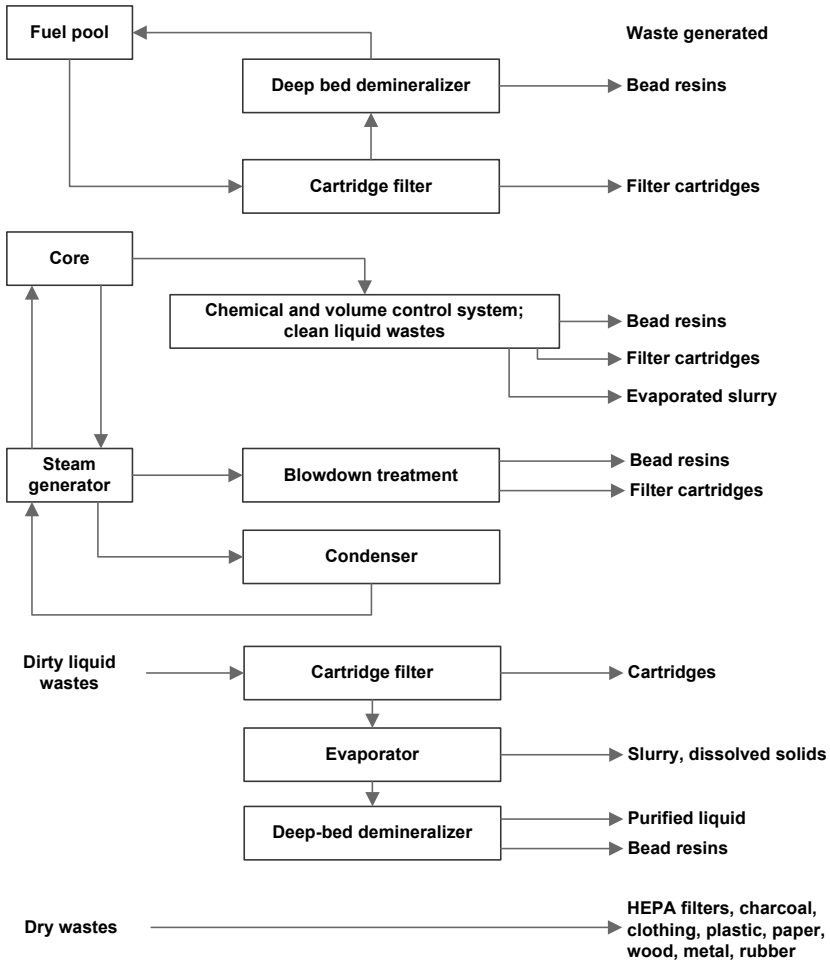 Fuel pool
Waste generated
Deep bed demineralizer
Bead resins
Cartridge filter
Filter cartridges
Core
Chemical and volume control system;
clean liquid wastes
Bead resins
Filter cartridges
Evaporated slurry
Steam
generator
Blowdown treatment
Bead resins
Filter cartridges
Condenser
Dirty liquid
wastes
Cartridge filter
Cartridges
Evaporator
Slurry, dissolved solids
Deep-bed demineralizer
Purified liquid
Bead resins
Dry wastes
HEPA filters, charcoal,
clothing, plastic, paper,
wood, metal, rubber